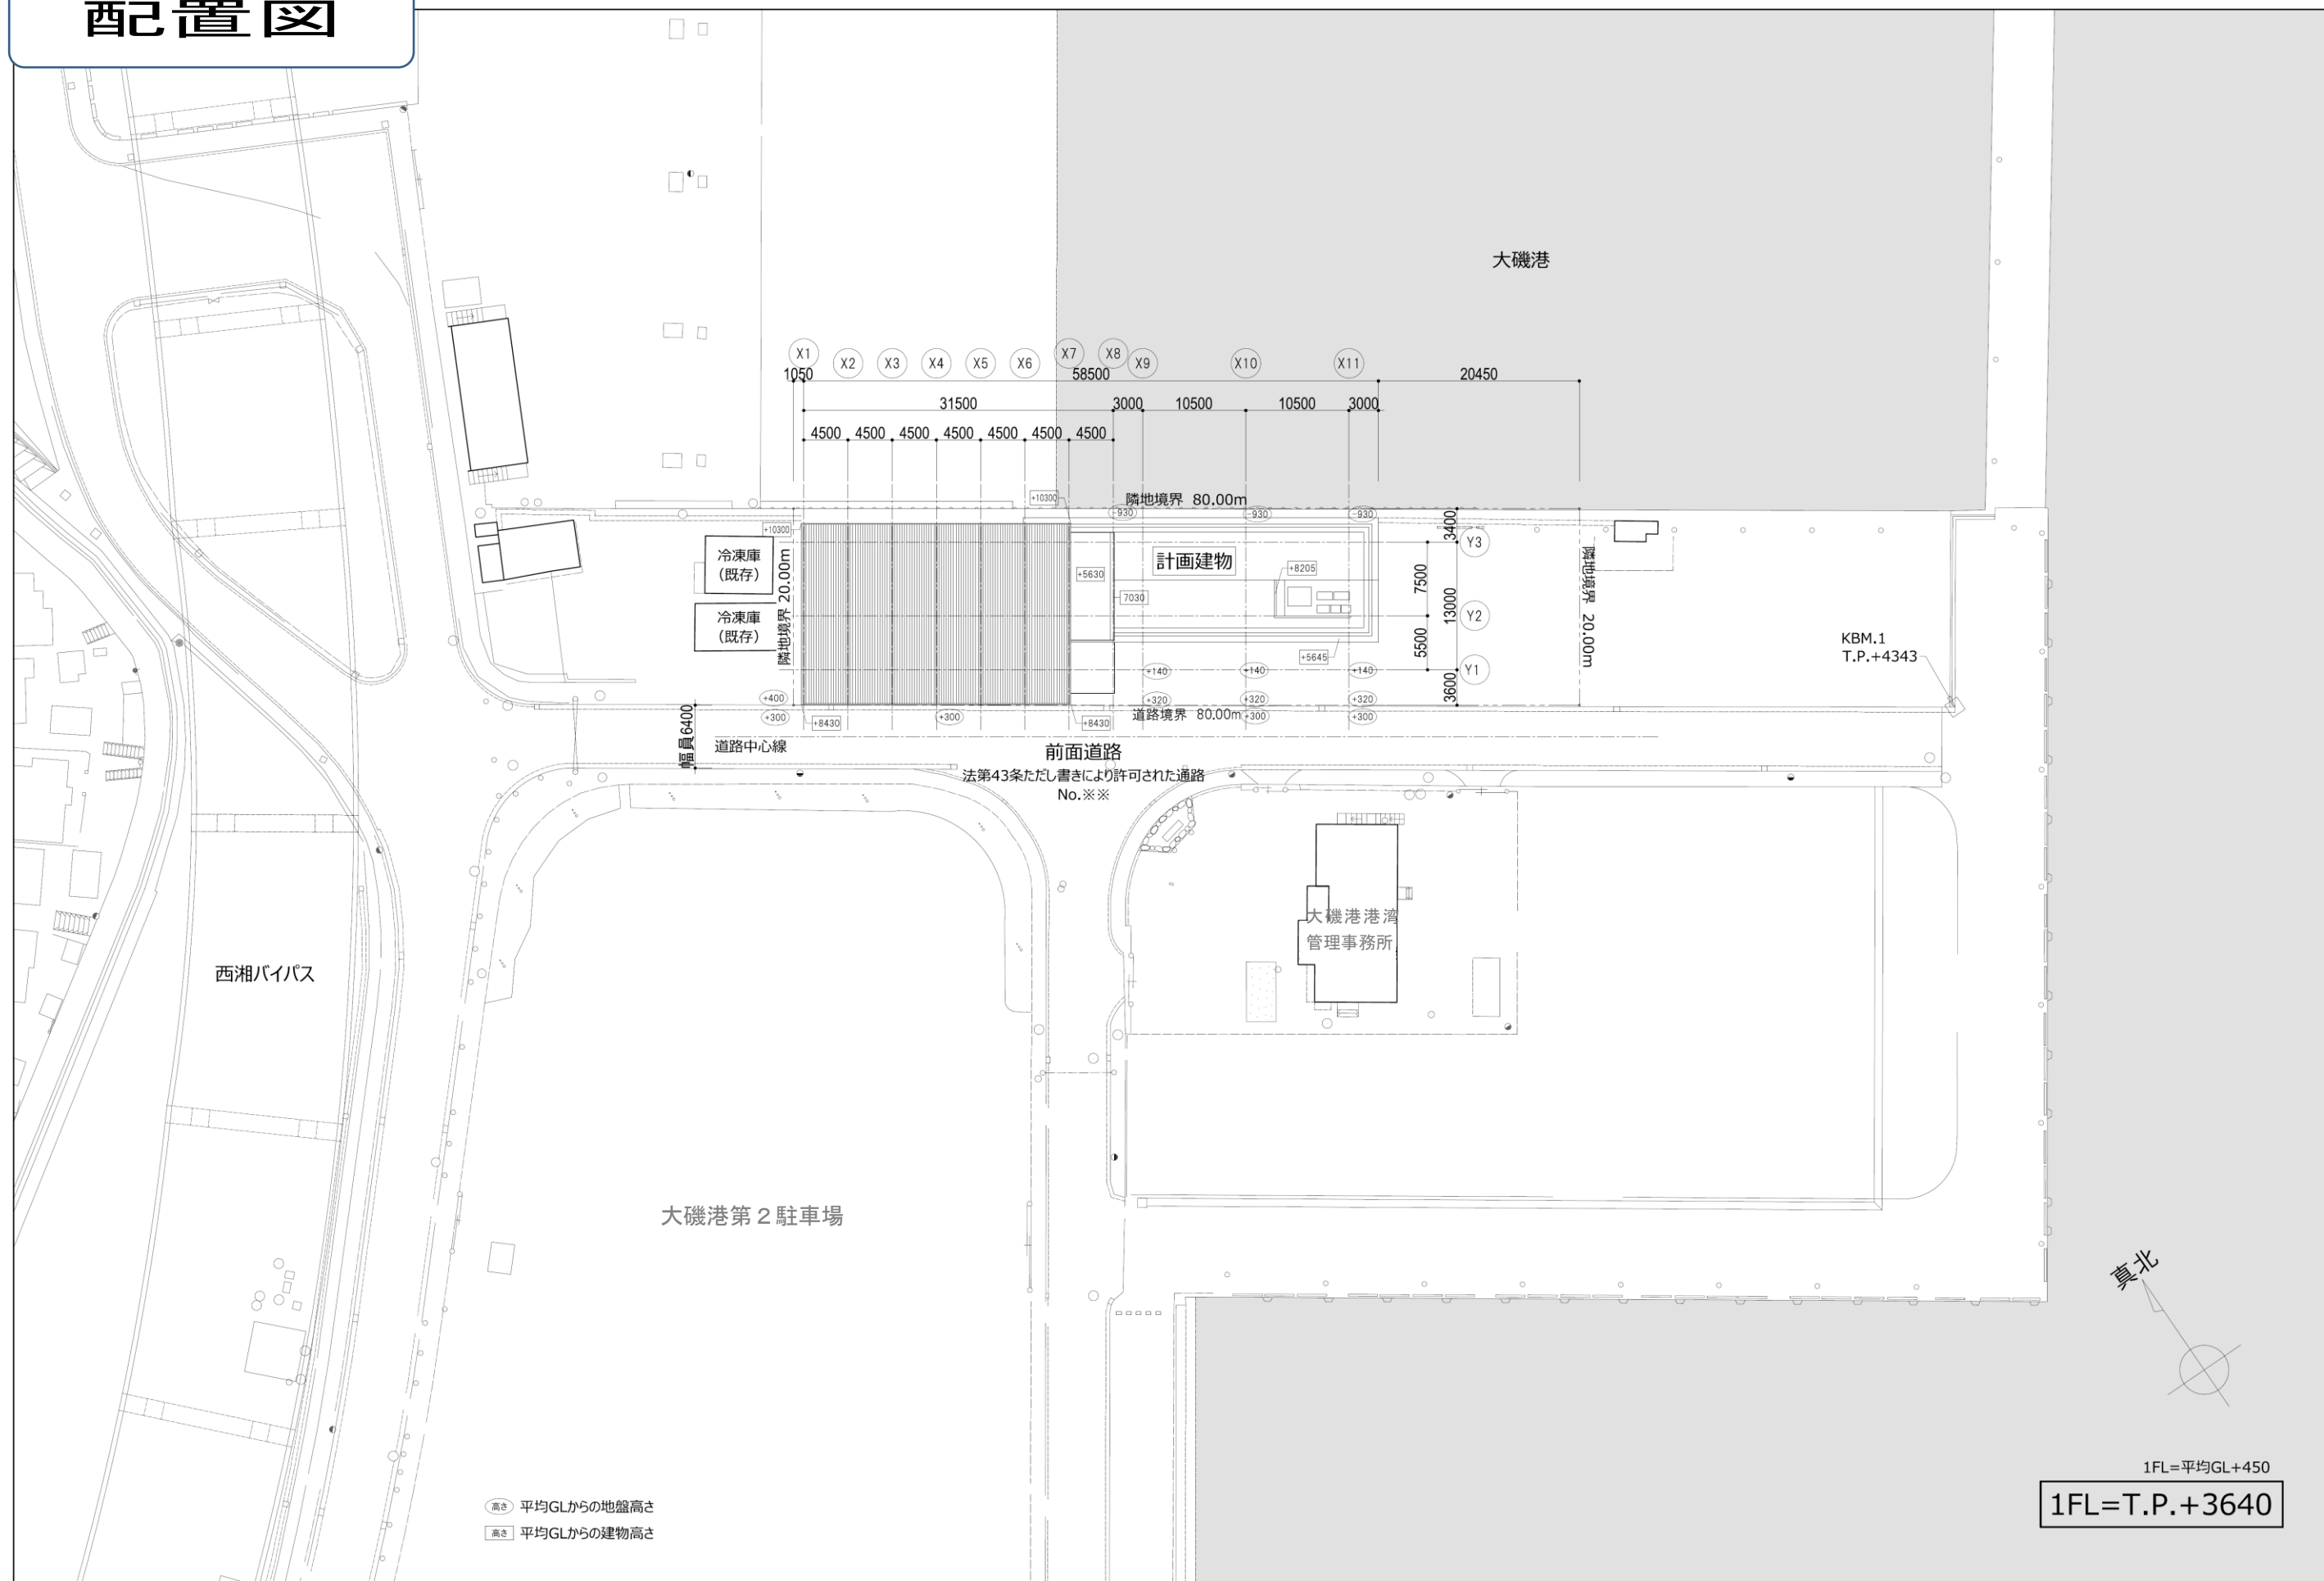 配置図
大磯港
X1
X2
X3
X4
X5
X6
X7
X8
X9
X10
X11
1050
58500
20450
31500
3000
10500
10500
3000
4500
4500
4500
4500
4500
4500
4500
+10300
隣地境界 80.00m
-930
-930
-930
+10300
3400
Y3
冷凍庫
（既存）
冷凍庫
（既存）
隣地境界 20.00m
計画建物
+5630
7030
+8205
7500
13000
Y2
5500
+5645
Y1
3600
隣地境界 20.00m
+140
+140
+140
KBM.1
T.P.+4343
+400
+320
+320
+320
+300
+8430
+300
+8430
道路境界 80.00m
+300
+300
幅員6400
道路中心線
前面道路
法第43条ただし書きにより許可された通路
No.※※
大磯港港湾
管理事務所
西湘バイパス
大磯港第２駐車場
真北
1FL=平均GL+450
1FL=T.P.+3640
高さ 平均GLからの地盤高さ
高さ 平均GLからの建物高さ